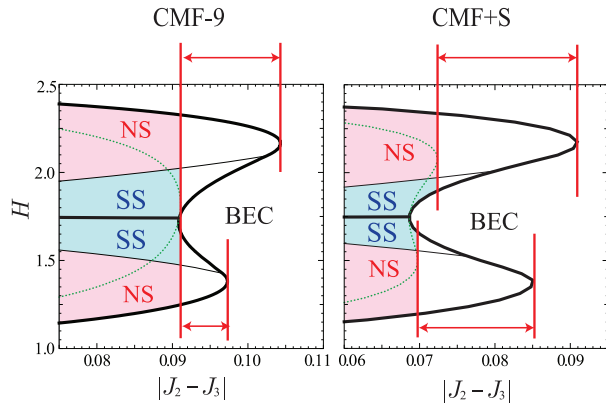 CMF-9
CMF+S
2.5
2.0
1.5
1.0
H
NS
SS
SS
NS
BEC
NS
SS
SS
NS
BEC
0.08 0.09 0.10 0.11
0.06 0.07 0.08 0.09
|J₂ − J₃|
|J₂ − J₃|